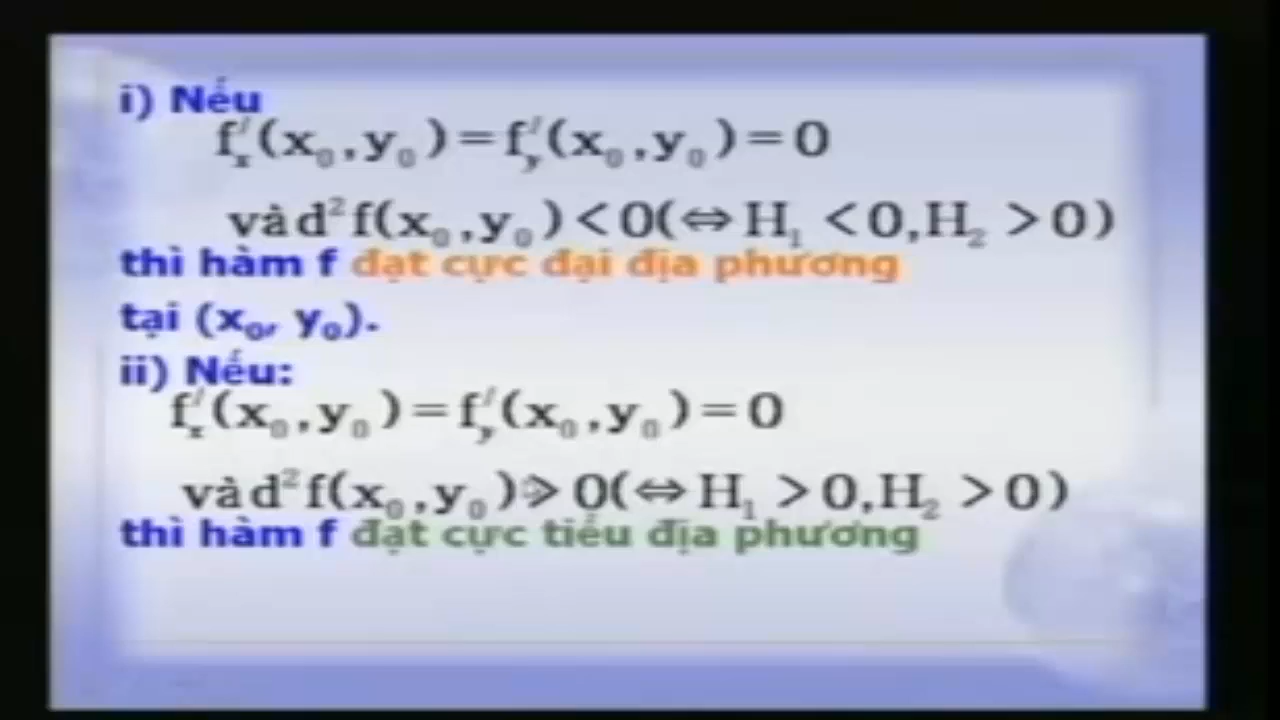 i) Nếu
f′ₓ(x₀,y₀)=f′ᵧ(x₀,y₀)=0
và d²f(x₀,y₀)<0(⇔H₁ <0,H₂ >0)
thì hàm f đạt cực đại địa phương
tại (x₀, y₀).
ii) Nếu:
f′ₓ(x₀,y₀)=f′ᵧ(x₀,y₀)=0
và d²f(x₀,y₀)> 0(⇔H₁ >0,H₂ >0)
thì hàm f đạt cực tiểu địa phương